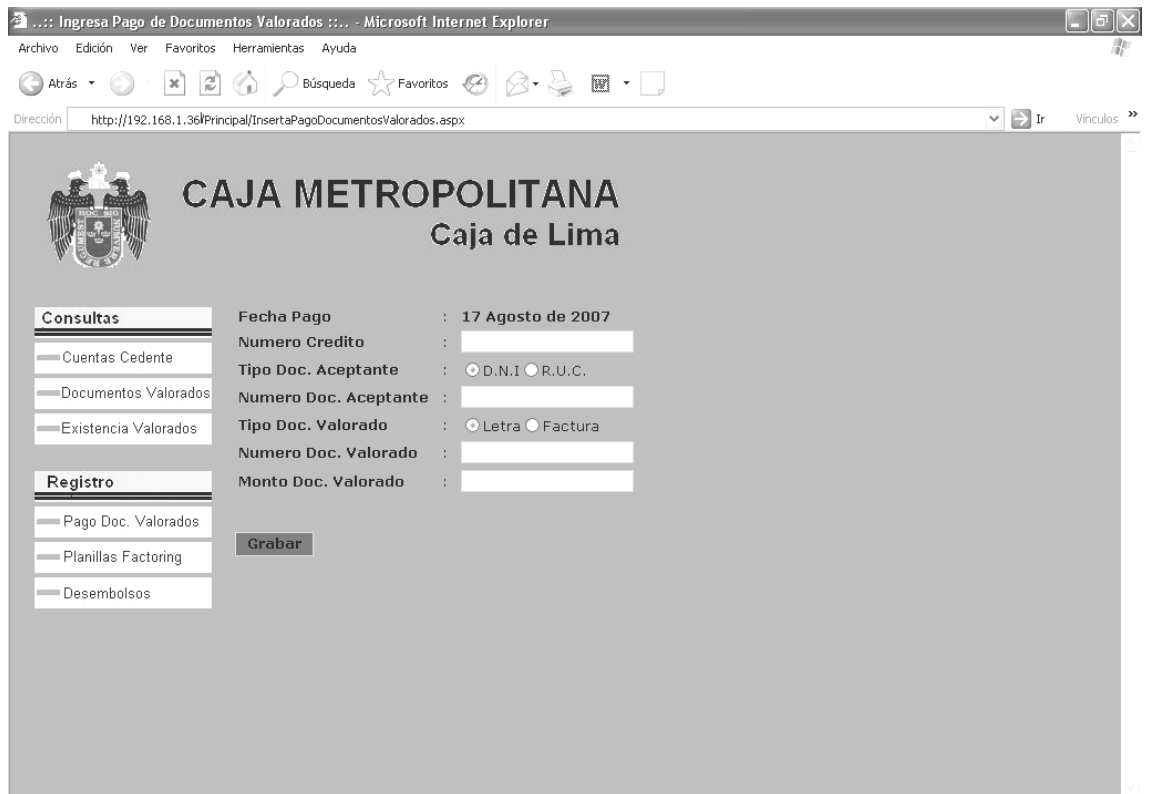 ..:: Ingresa Pago de Documentos Valorados ::.. - Microsoft Internet Explorer
Archivo Edición Ver Favoritos Herramientas Ayuda
Atrás Búsqueda Favoritos
Dirección http://192.168.1.36/Principal/InsertaPagoDocumentosValorados.aspx Ir Vínculos »
CAJA METROPOLITANA
Caja de Lima
HOC SIG
Consultas
Cuentas Cedente
Documentos Valorados
Existencia Valorados
Registro
Pago Doc. Valorados
Planillas Factoring
Desembolsos
Fecha Pago : 17 Agosto de 2007
Numero Credito :
Tipo Doc. Aceptante : D.N.I R.U.C.
Numero Doc. Aceptante :
Tipo Doc. Valorado : Letra Factura
Numero Doc. Valorado :
Monto Doc. Valorado :
Grabar